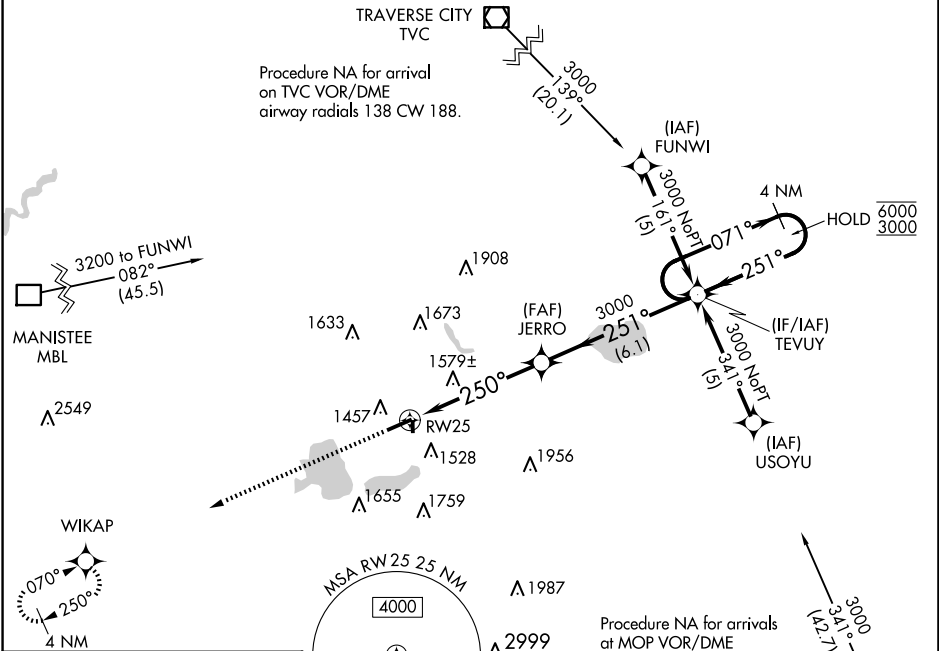 TRAVERSE CITY
TVC
Procedure NA for arrival
on TVC VOR/DME
airway radials 138 CW 188.
3000
139°
(20.1)
(IAF)
FUNWI
3000 NoPT
161°
(5)
4 NM
HOLD
6000
3000
071°
251°
3200 to FUNWI
082°
(45.5)
MANISTEE
MBL
1908
1673
1633
(FAF)
JERRO
3000
251°
(6.1)
(IF/IAF)
TEVUY
1579±
250°
3000 NoPT
341°
(5)
2549
1457
RW25
1528
1956
(IAF)
USOYU
1655
1759
WIKAP
070°
250°
4 NM
MSA RW25 25 NM
4000
1987
2999
Procedure NA for arrivals
at MOP VOR/DME
3000
341°
(42.7)